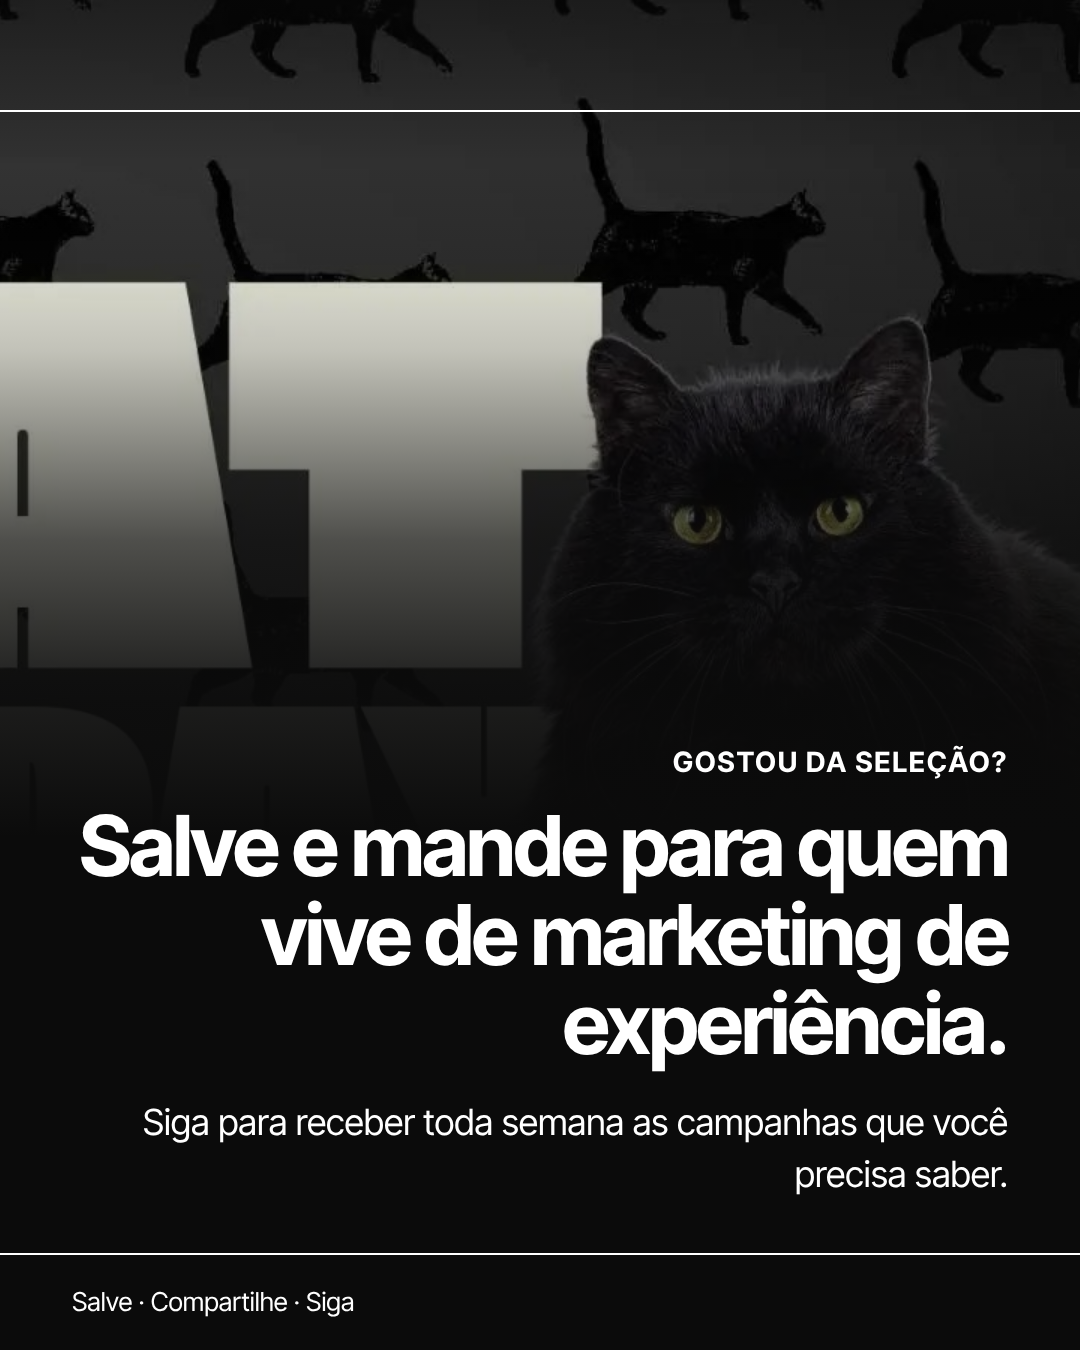 AT
GOSTOU DA SELEÇÃO?
Salve e mande para quem
vive de marketing de
experiência.
Siga para receber toda semana as campanhas que você
precisa saber.
Salve · Compartilhe · Siga